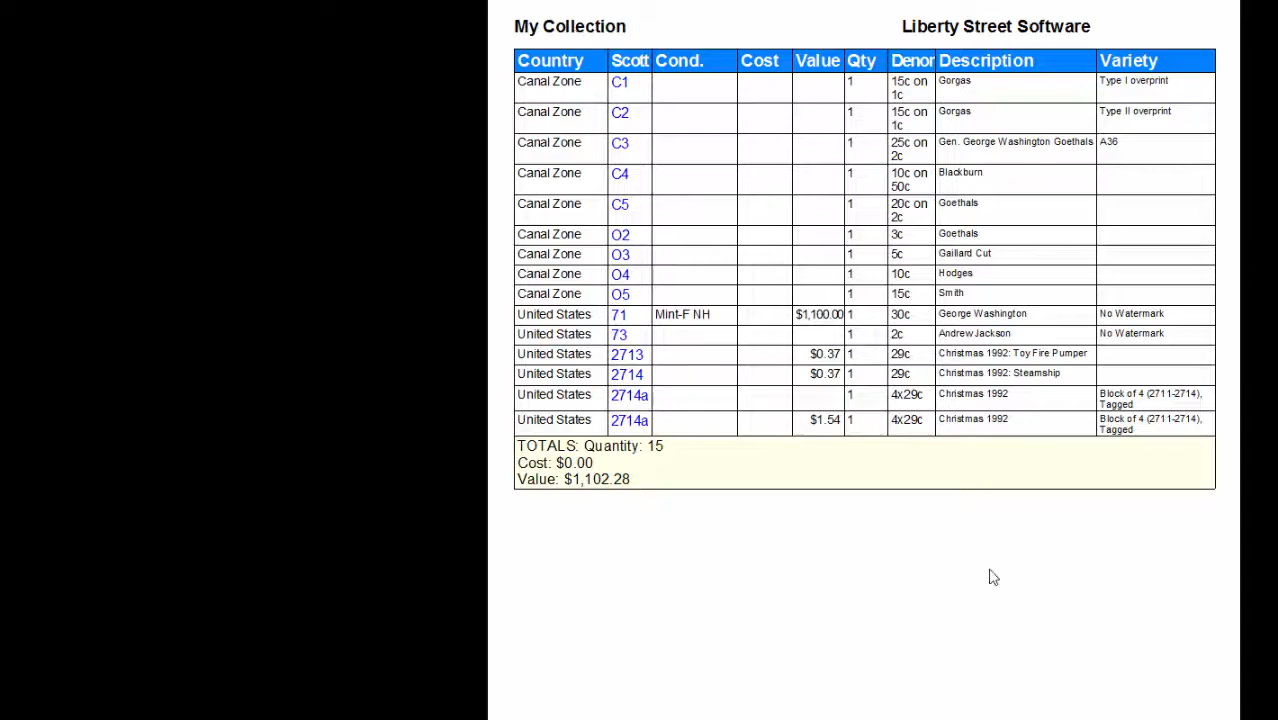 My Collection Liberty Street Software
Country Scott Cond. Cost Value Qty Denor Description Variety
Canal Zone C1 1 15c on 1c Gorgas Type I overprint
Canal Zone C2 1 15c on 1c Gorgas Type II overprint
Canal Zone C3 1 25c on 2c Gen. George Washington Goethals A36
Canal Zone C4 1 10c on 50c Blackburn
Canal Zone C5 1 20c on 2c Goethals
Canal Zone O2 1 3c Goethals
Canal Zone O3 1 5c Gaillard Cut
Canal Zone O4 1 10c Hodges
Canal Zone O5 1 15c Smith
United States 71 Mint-F NH $1,100.00 1 30c George Washington No Watermark
United States 73 1 2c Andrew Jackson No Watermark
United States 2713 $0.37 1 29c Christmas 1992: Toy Fire Pumper
United States 2714 $0.37 1 29c Christmas 1992: Steamship
United States 2714a 1 4x29c Christmas 1992 Block of 4 (2711-2714), Tagged
United States 2714a $1.54 1 4x29c Christmas 1992 Block of 4 (2711-2714), Tagged
TOTALS: Quantity: 15
Cost: $0.00
Value: $1,102.28